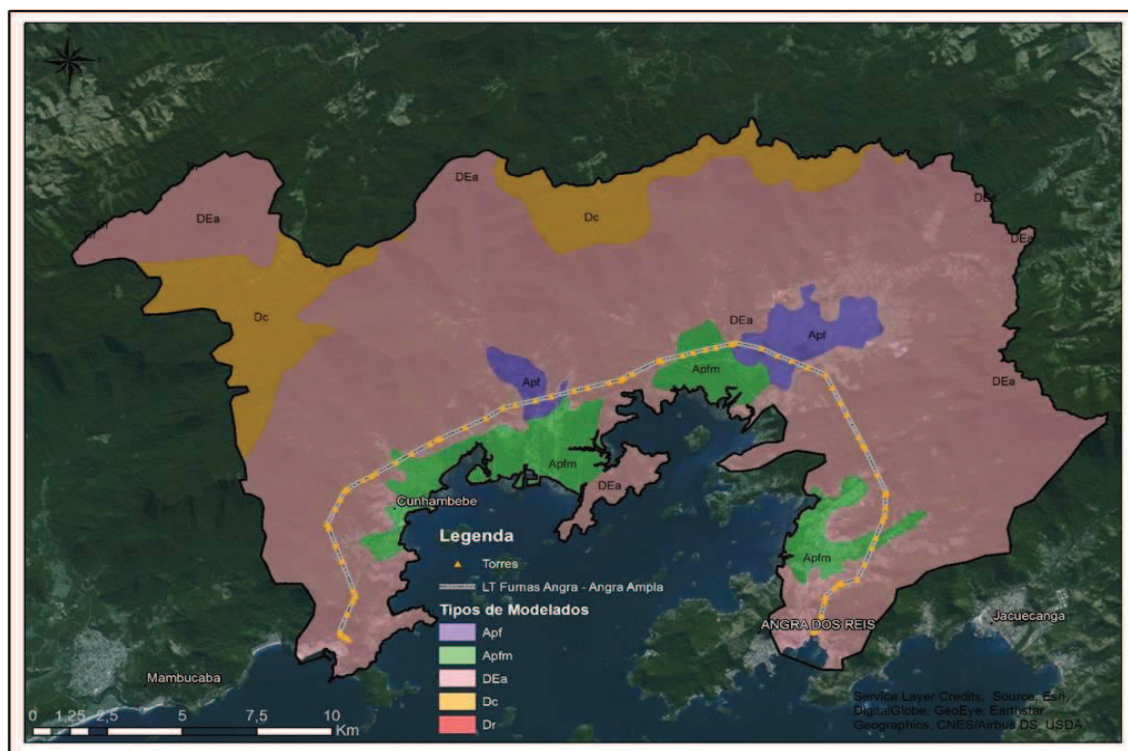 DEa
DEa
Dc
DEa
DEa
Dc
DEa
Apf
DEa
Apf
Apfm
Apfm
DEa
Cunhambebe
Apfm
Legenda
Torres
LT Furnas Angra - Angra Ampla
Tipos de Modelados
Apf
Apfm
DEa
Dc
Dr
ANGRA DOS REIS
Jacuecanga
Mambucaba
0 1,25 2,5 5 7,5 10
Km
Service Layer Credits: Source: Esri,
DigitalGlobe, GeoEye, Earthstar
Geographics, CNES/Airbus DS, USDA,